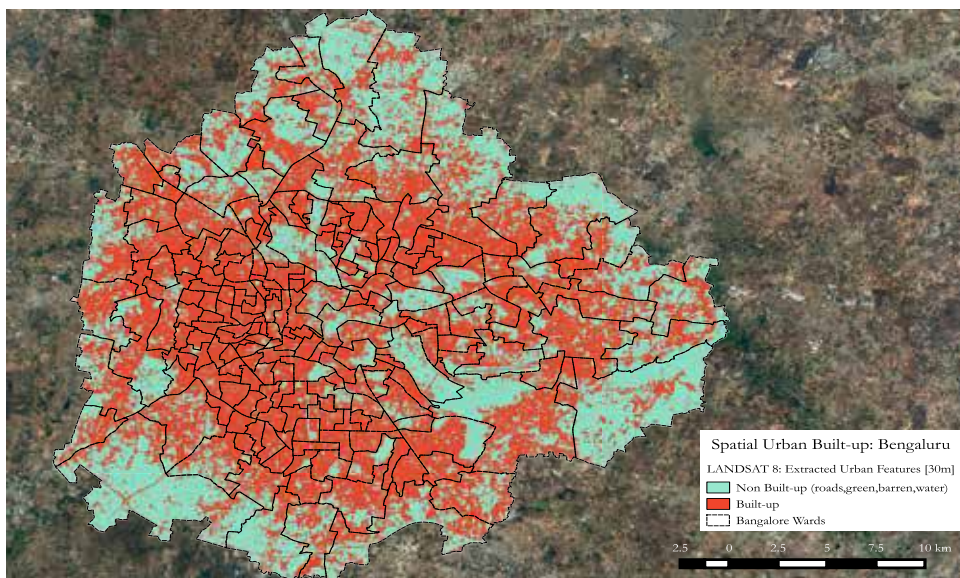 Spatial Urban Built-up: Bengaluru
LANDSAT 8: Extracted Urban Features [30m]
Non Built-up (roads,green,barren,water)
Built-up
Bangalore Wards
2.5 0 2.5 5 7.5 10 km